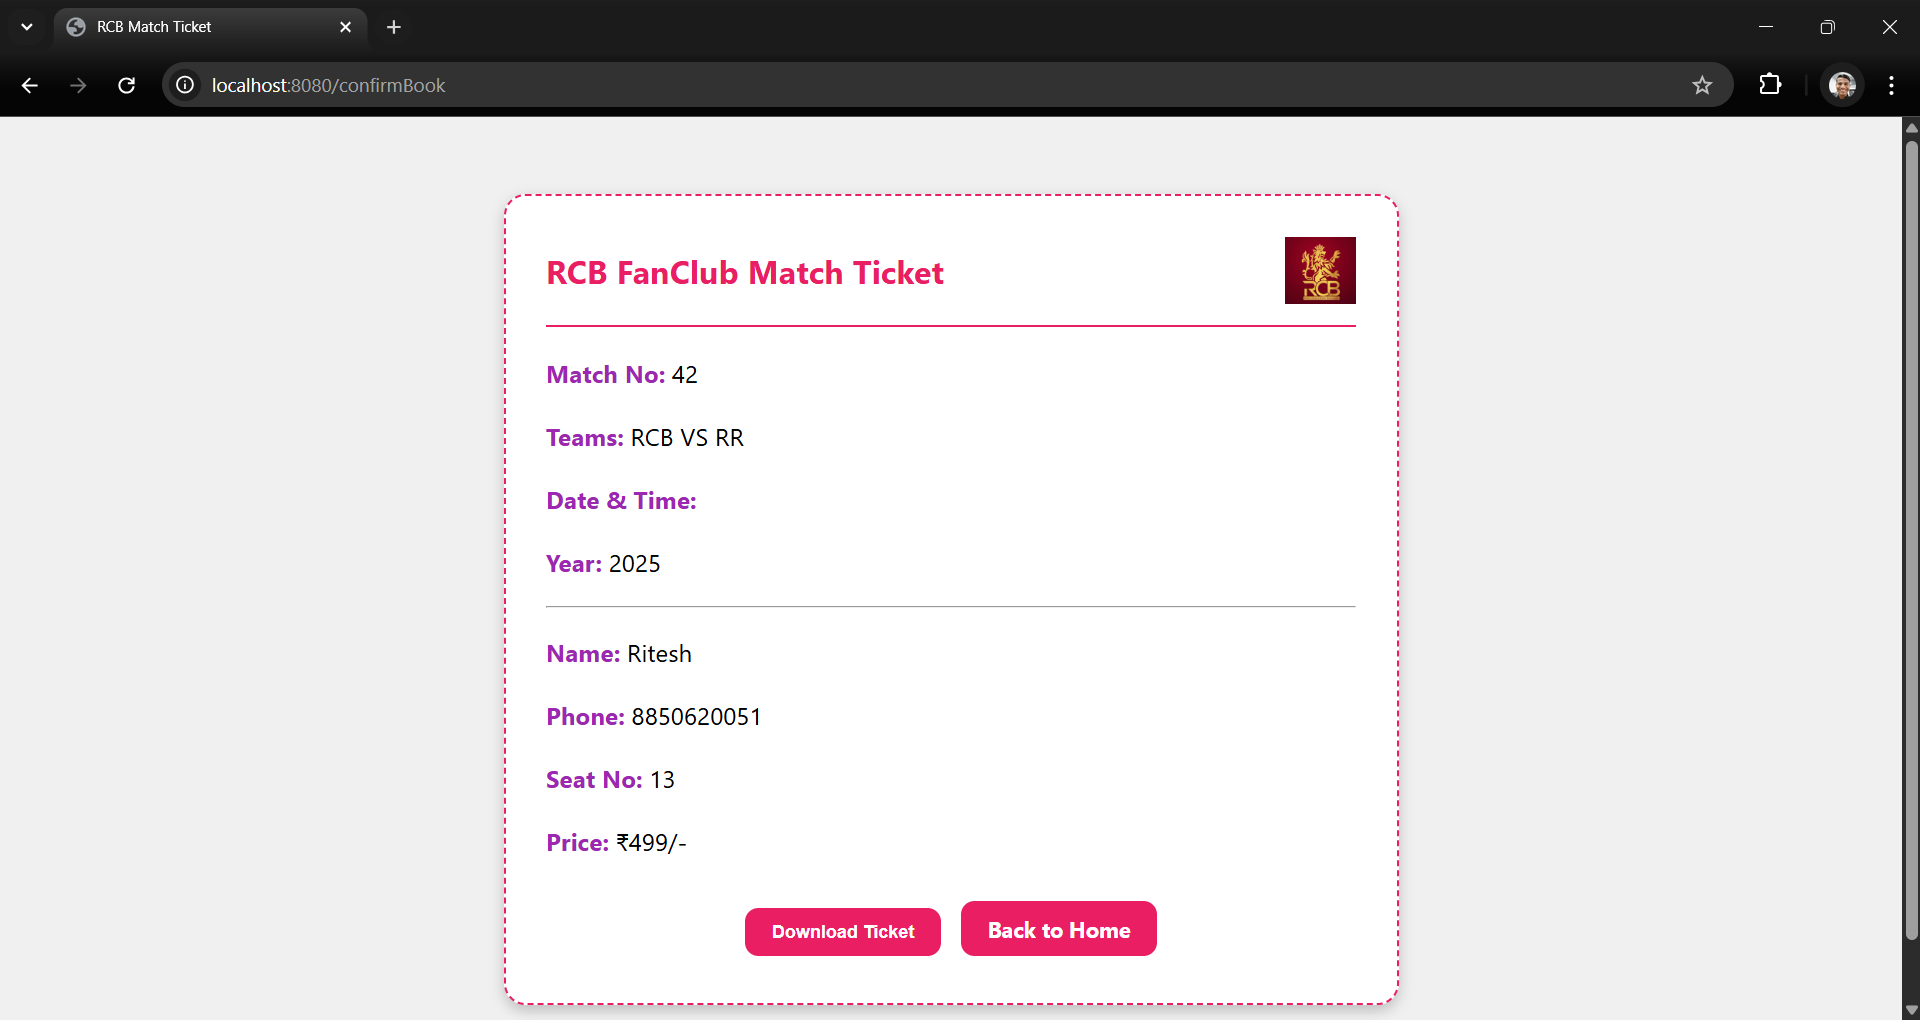 RCB Match Ticket
localhost:8080/confirmBook
RCB FanClub Match Ticket
RCB
Match No: 42
Teams: RCB VS RR
Date & Time:
Year: 2025
Name: Ritesh
Phone: 8850620051
Seat No: 13
Price: ₹499/-
Download Ticket
Back to Home